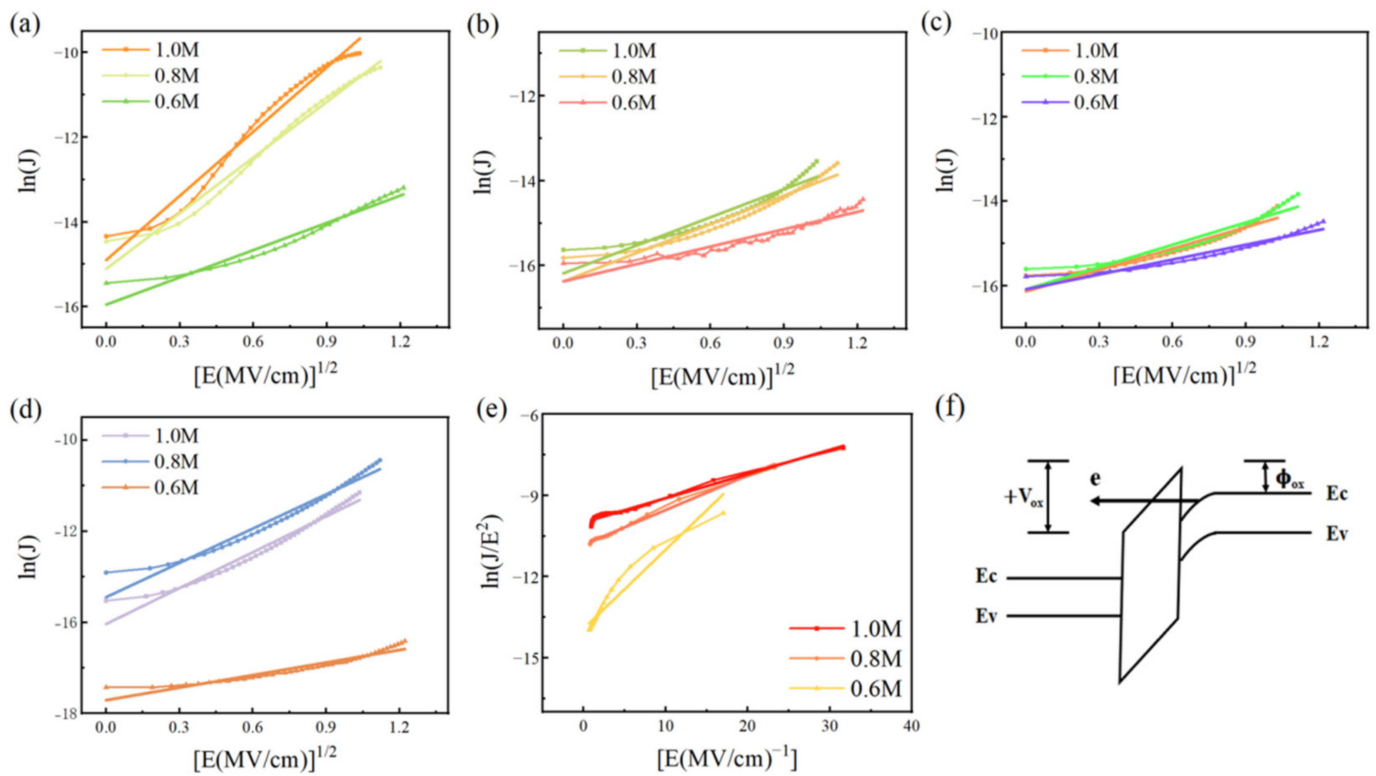 (a)
1.0M
0.8M
0.6M
−10
−12
−14
−16
ln(J)
0.0 0.3 0.6 0.9 1.2
[E(MV/cm)]^1/2
(b)
1.0M
0.8M
0.6M
−12
−14
−16
ln(J)
0.0 0.3 0.6 0.9 1.2
[E(MV/cm)]^1/2
(c)
1.0M
0.8M
0.6M
−10
−12
−14
−16
ln(J)
0.0 0.3 0.6 0.9 1.2
[E(MV/cm)]^1/2
(d)
1.0M
0.8M
0.6M
-10
-12
-14
-16
-18
ln(J)
0.0 0.3 0.6 0.9 1.2
[E(MV/cm)]^1/2
(e)
−6
−9
−12
−15
ln(J/E^2)
1.0M
0.8M
0.6M
0 10 20 30 40
[E(MV/cm)^−1]
(f)
+Vox
e
ϕox
Ec
Ev
Ec
Ev